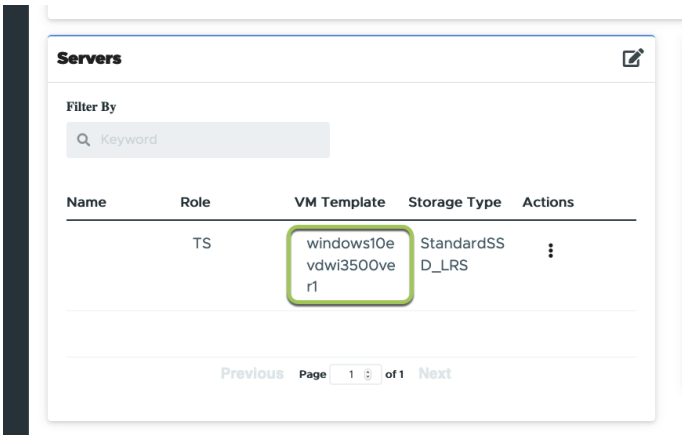 Servers
Filter By
Keyword
Name Role VM Template Storage Type Actions
TS windows10e StandardSS
vdwi3500ve D_LRS
r1
Previous Page 1 of 1 Next